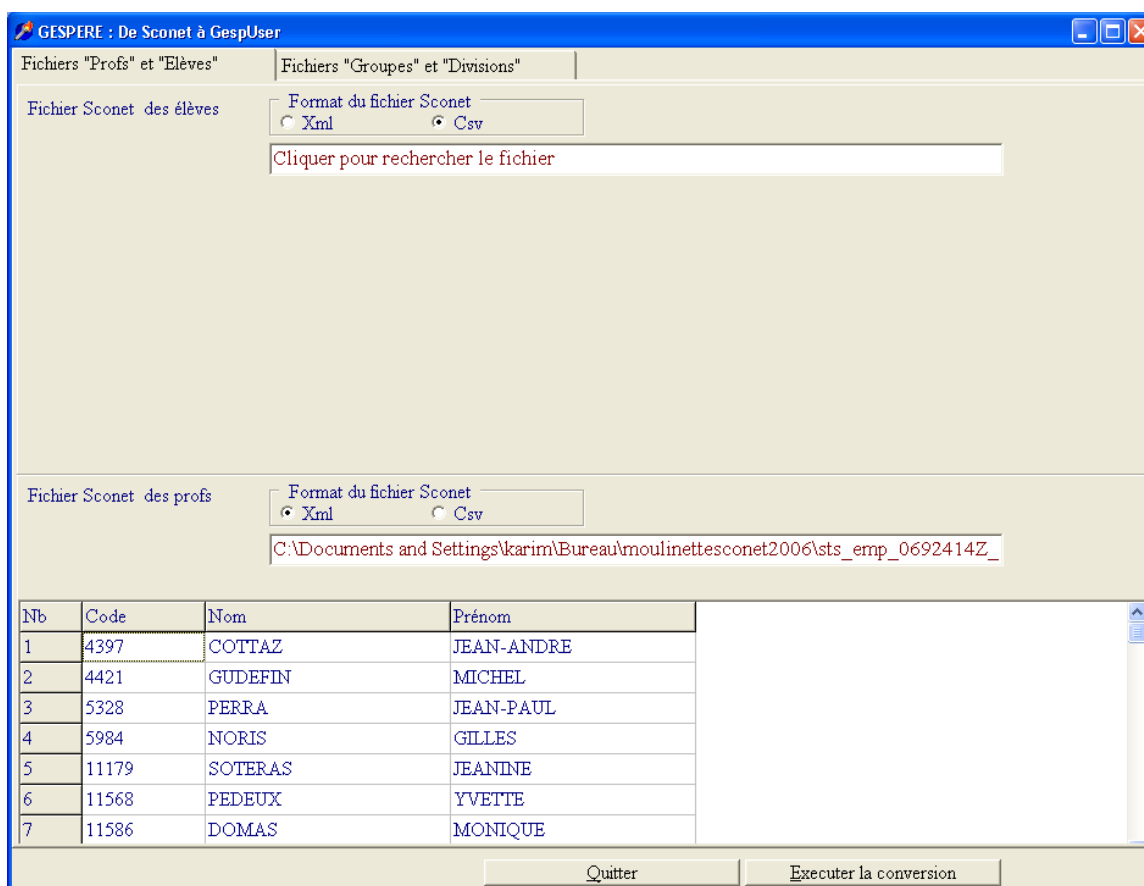 GESPERE : De Sconet à GespUser
Fichiers "Profs" et "Elèves" Fichiers "Groupes" et "Divisions"
Fichier Sconet des élèves
Format du fichier Sconet
Xml Csv
Cliquer pour rechercher le fichier
Fichier Sconet des profs
Format du fichier Sconet
Xml Csv
C:\Documents and Settings\karim\Bureau\moulinettesconet2006\sts_emp_0692414Z_
Nb Code Nom Prénom
1 4397 COTTAZ JEAN-ANDRE
2 4421 GUDEFIN MICHEL
3 5328 PERRA JEAN-PAUL
4 5984 NORIS GILLES
5 11179 SOTERAS JEANINE
6 11568 PEDEUX YVETTE
7 11586 DOMAS MONIQUE
Quitter Executer la conversion